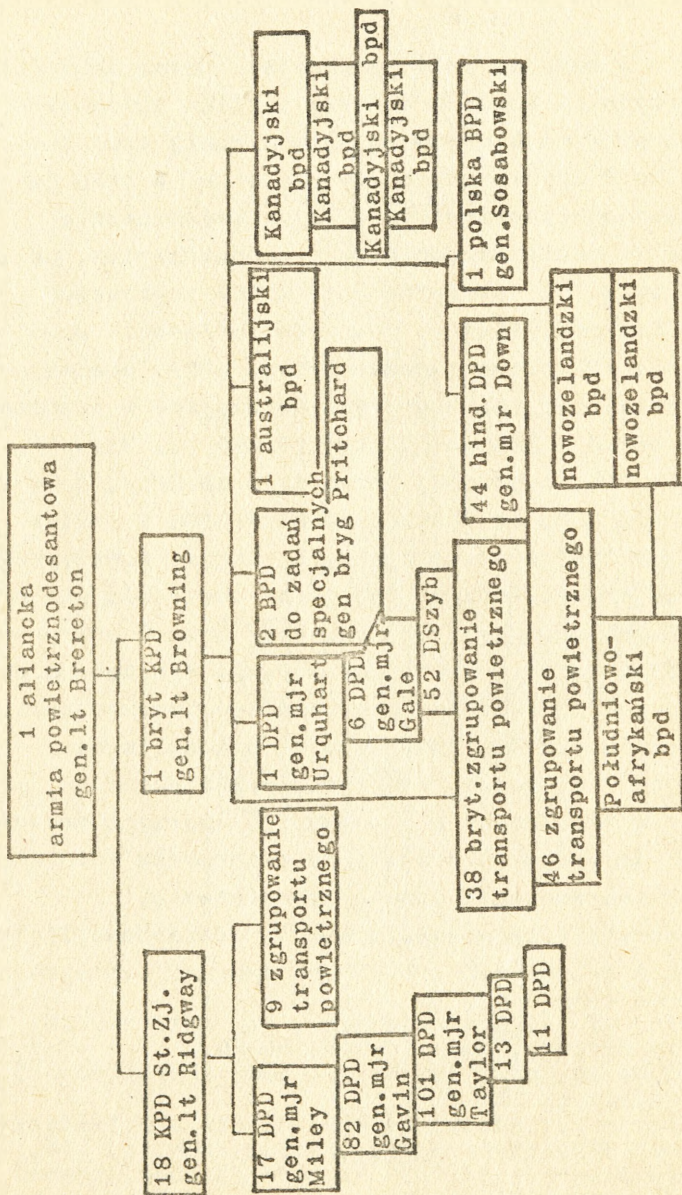 1 aliancka
armia powietrznodesantowa
gen.lt Brereton
18 KPD St.Zj.
gen.lt Ridgway
1 bryt KPD
gen.lt Browning
17 DPD
gen.mjr
Miley
82 DPD
gen.mjr
Gavin
101 DPD
gen.mjr
Taylor
13 DPD
11 DPD
9 zgrupowanie
transportu
powietrznego
1 DPD
gen.mjr
Urquhart
6 DPD
gen.mjr
Gale
52 DSzyb
2 BPD
do zadań
specjalnych
gen bryg Pritchard
1 australijski
bpd
Kanadyjski
bpd
Kanadyjski
bpd
Kanadyjski bpd
Kanadyjski
bpd
38 bryt.zgrupowanie
transportu powietrznego
46 zgrupowanie
transportu powietrznego
Południowo-
afrykański
bpd
44 hind.DPD
gen.mjr Down
1 polska BPD
gen.Sosabowski
nowozelandzki
bpd
nowozelandzki
bpd